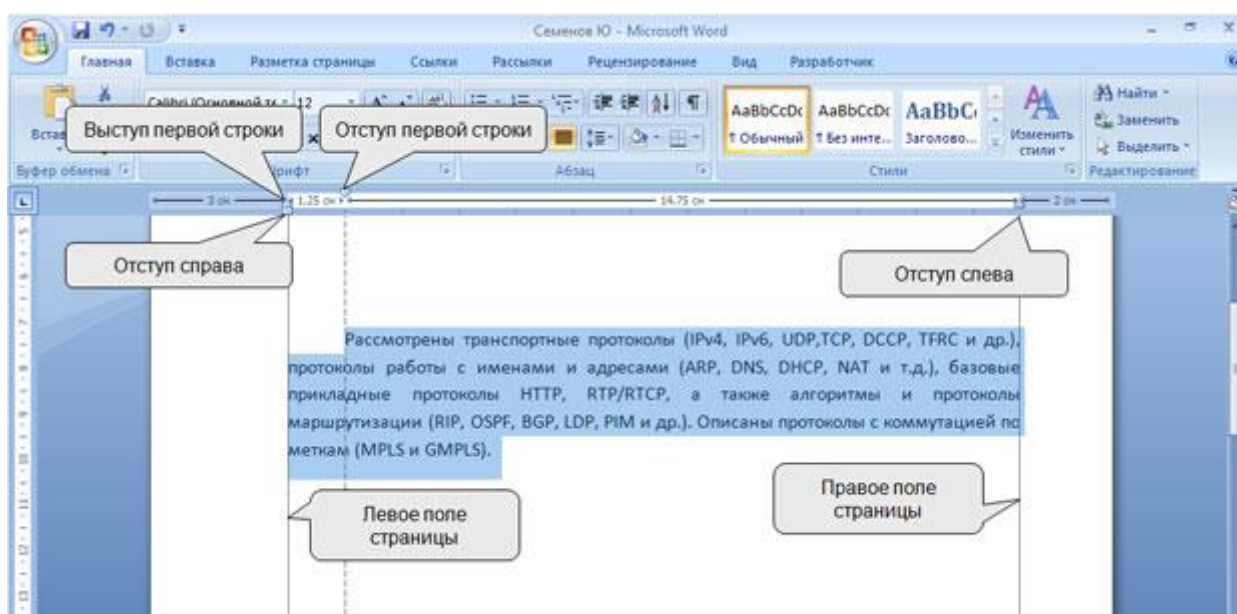 Семенов Ю - Microsoft Word
Главная Вставка Разметка страницы Ссылки Рассылки Рецензирование Вид Разработчик
12
AaBbCcDc AaBbCcDc AaBbC
Изменить стили
Найти
Заменить
Выделить
¶ Обычный ¶ Без инте... Заголово...
Буфер обмена Абзац Стили Редактирование
Выступ первой строки
Отступ первой строки
3 см 1.25 см 14.75 см 2 см
Отступ справа
Отступ слева
Рассмотрены транспортные протоколы (IPv4, IPv6, UDP,TCP, DCCP, TFRC и др.),
протоколы работы с именами и адресами (ARP, DNS, DHCP, NAT и т.д.), базовые
прикладные протоколы HTTP, RTP/RTCP, а также алгоритмы и протоколы
маршрутизации (RIP, OSPF, BGP, LDP, PIM и др.). Описаны протоколы с коммутацией по
меткам (MPLS и GMPLS).
Левое поле
страницы
Правое поле
страницы